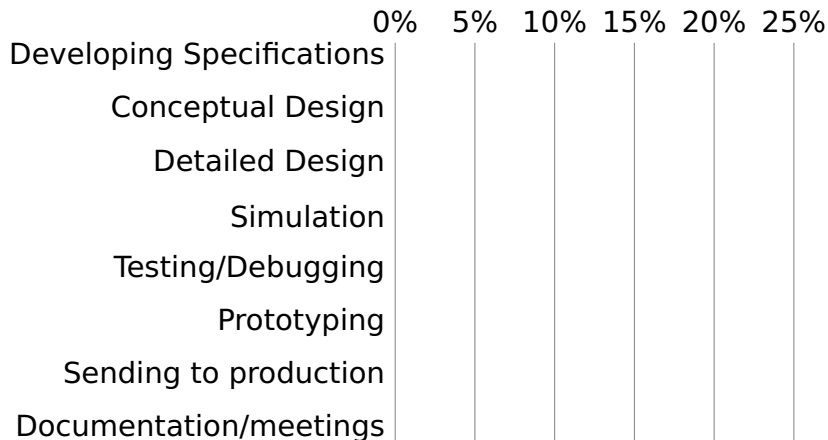 0% 5% 10% 15% 20% 25%
Developing Specifications
Conceptual Design
Detailed Design
Simulation
Testing/Debugging
Prototyping
Sending to production
Documentation/meetings